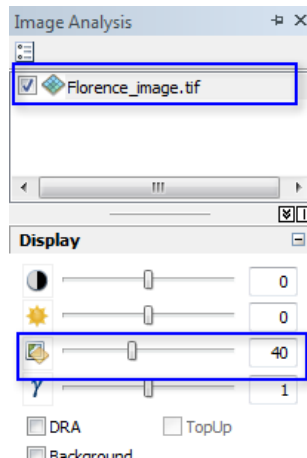 Image Analysis
Florence_image.tif
Display
0
0
40
γ 1
DRA TopUp
Background